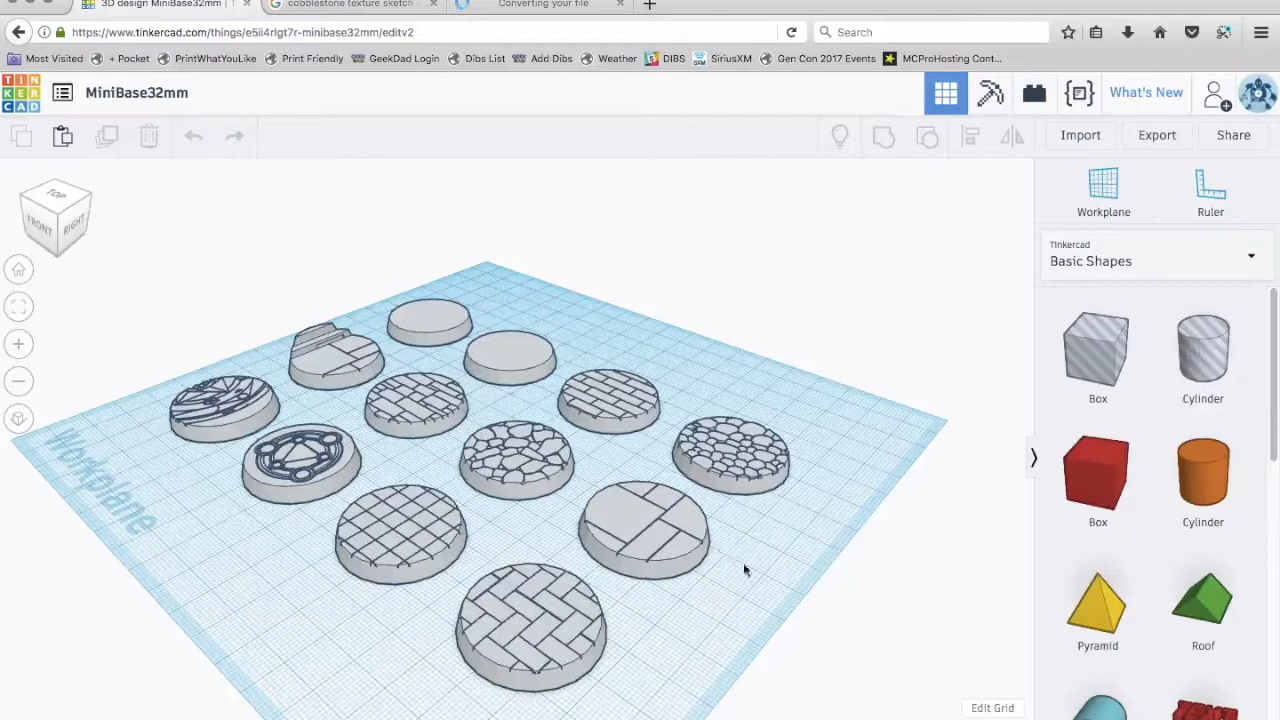 3D design MiniBase32mm |
cobblestone texture sketch -
Converting your file
https://www.tinkercad.com/things/e5ii4rlgt7r-minibase32mm/editv2
Search
Most Visited + Pocket PrintWhatYouLike Print Friendly GeekDad Login Dibs List Add Dibs Weather DIBS SiriusXM Gen Con 2017 Events MCProHosting Cont...
TIN
KER
CAD
MiniBase32mm
What's New
Import Export Share
TOP
FRONT RIGHT
Workplane Ruler
Tinkercad
Basic Shapes
Box Cylinder
Box Cylinder
Pyramid Roof
Workplane
Edit Grid